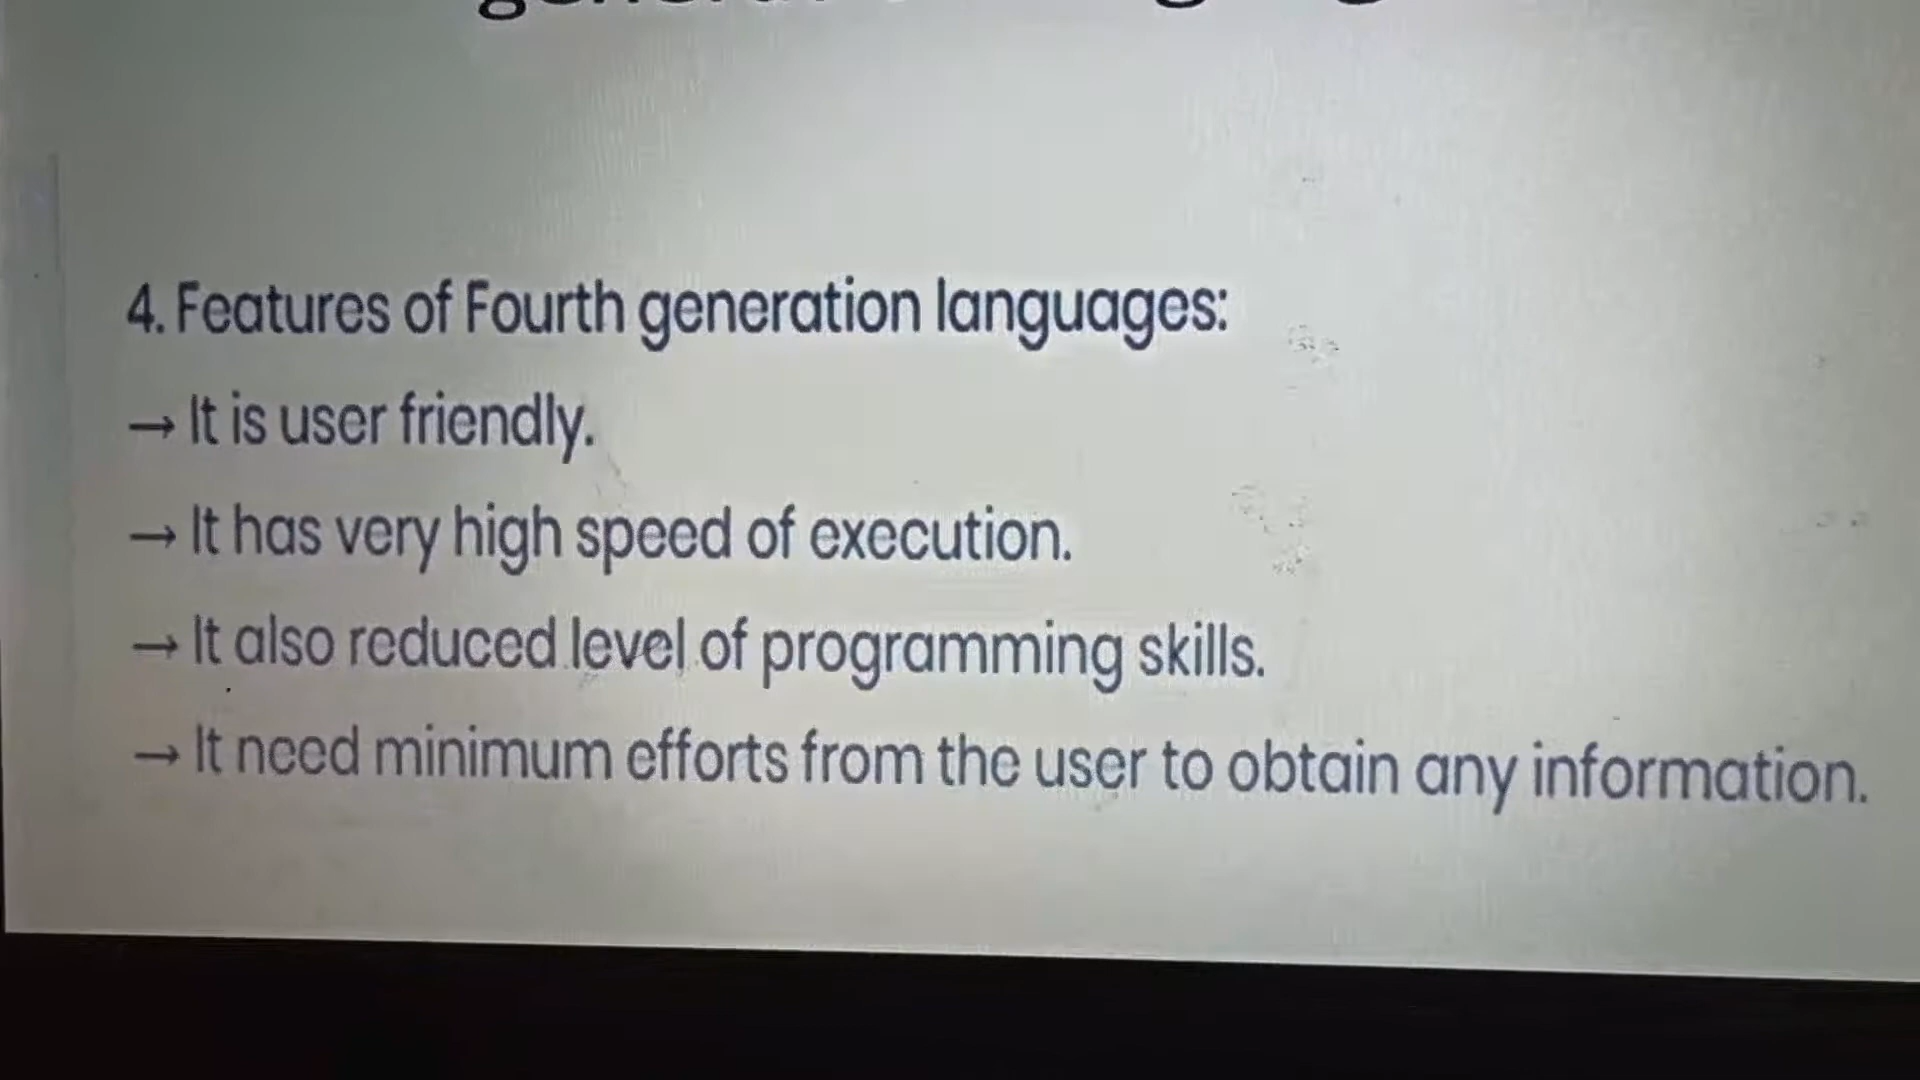 4. Features of Fourth generation languages:
→ It is user friendly.
→ It has very high speed of execution.
→ It also reduced level of programming skills.
→ It need minimum efforts from the user to obtain any information.